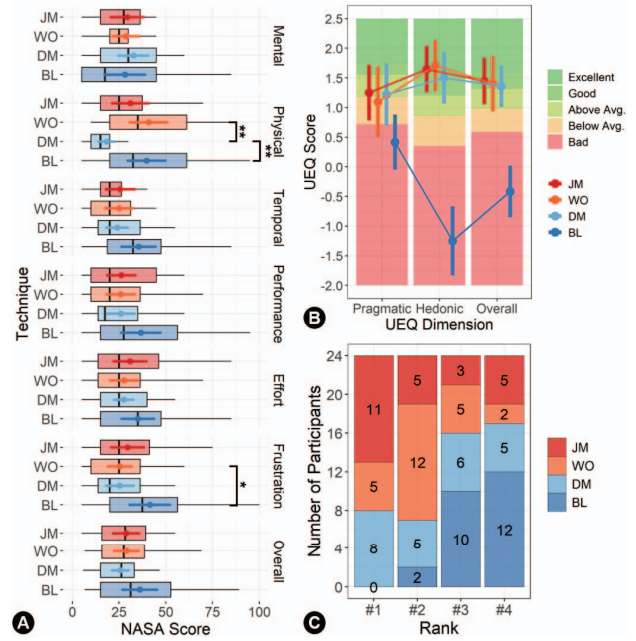 Technique
JM
WO
DM
BL
Mental
JM
WO
DM
BL
Physical
**
**
JM
WO
DM
BL
Temporal
JM
WO
DM
BL
Performance
JM
WO
DM
BL
Effort
JM
WO
DM
BL
Frustration
*
JM
WO
DM
BL
Overall
0 25 50 75 100
NASA Score
A
UEQ Score
2.5
2.0
1.5
1.0
0.5
0.0
-0.5
-1.0
-1.5
-2.0
Pragmatic Hedonic Overall
UEQ Dimension
Excellent
Good
Above Avg.
Below Avg.
Bad
JM
WO
DM
BL
B
Number of Participants
24
20
16
12
8
4
0
11
5
8
0
5
12
2
3
5
6
10
5
2
5
12
#1 #2 #3 #4
Rank
JM
WO
DM
BL
C